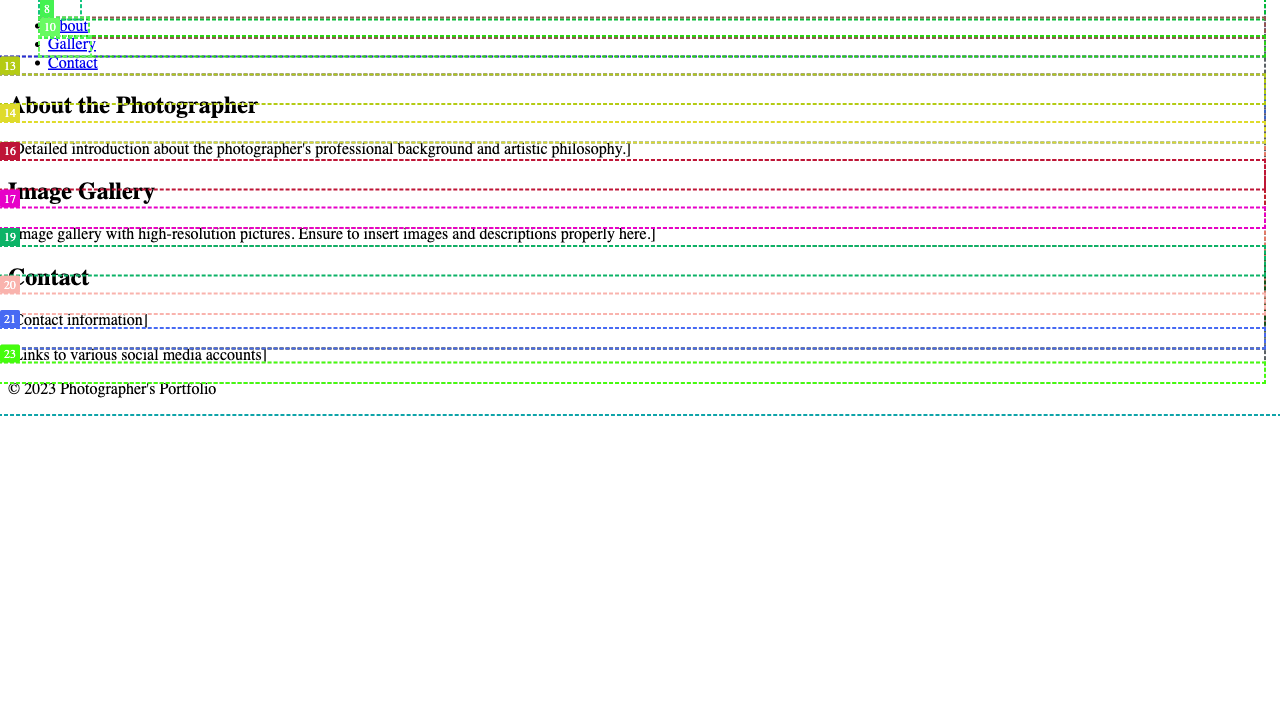 8
10 About
Gallery
Contact
13
About the Photographer
14
16 [Detailed introduction about the photographer's professional background and artistic philosophy.]
Image Gallery
17
19 [Image gallery with high-resolution pictures. Ensure to insert images and descriptions properly here.]
Contact
20
21 [Contact information]
23 [Links to various social media accounts]
© 2023 Photographer's Portfolio